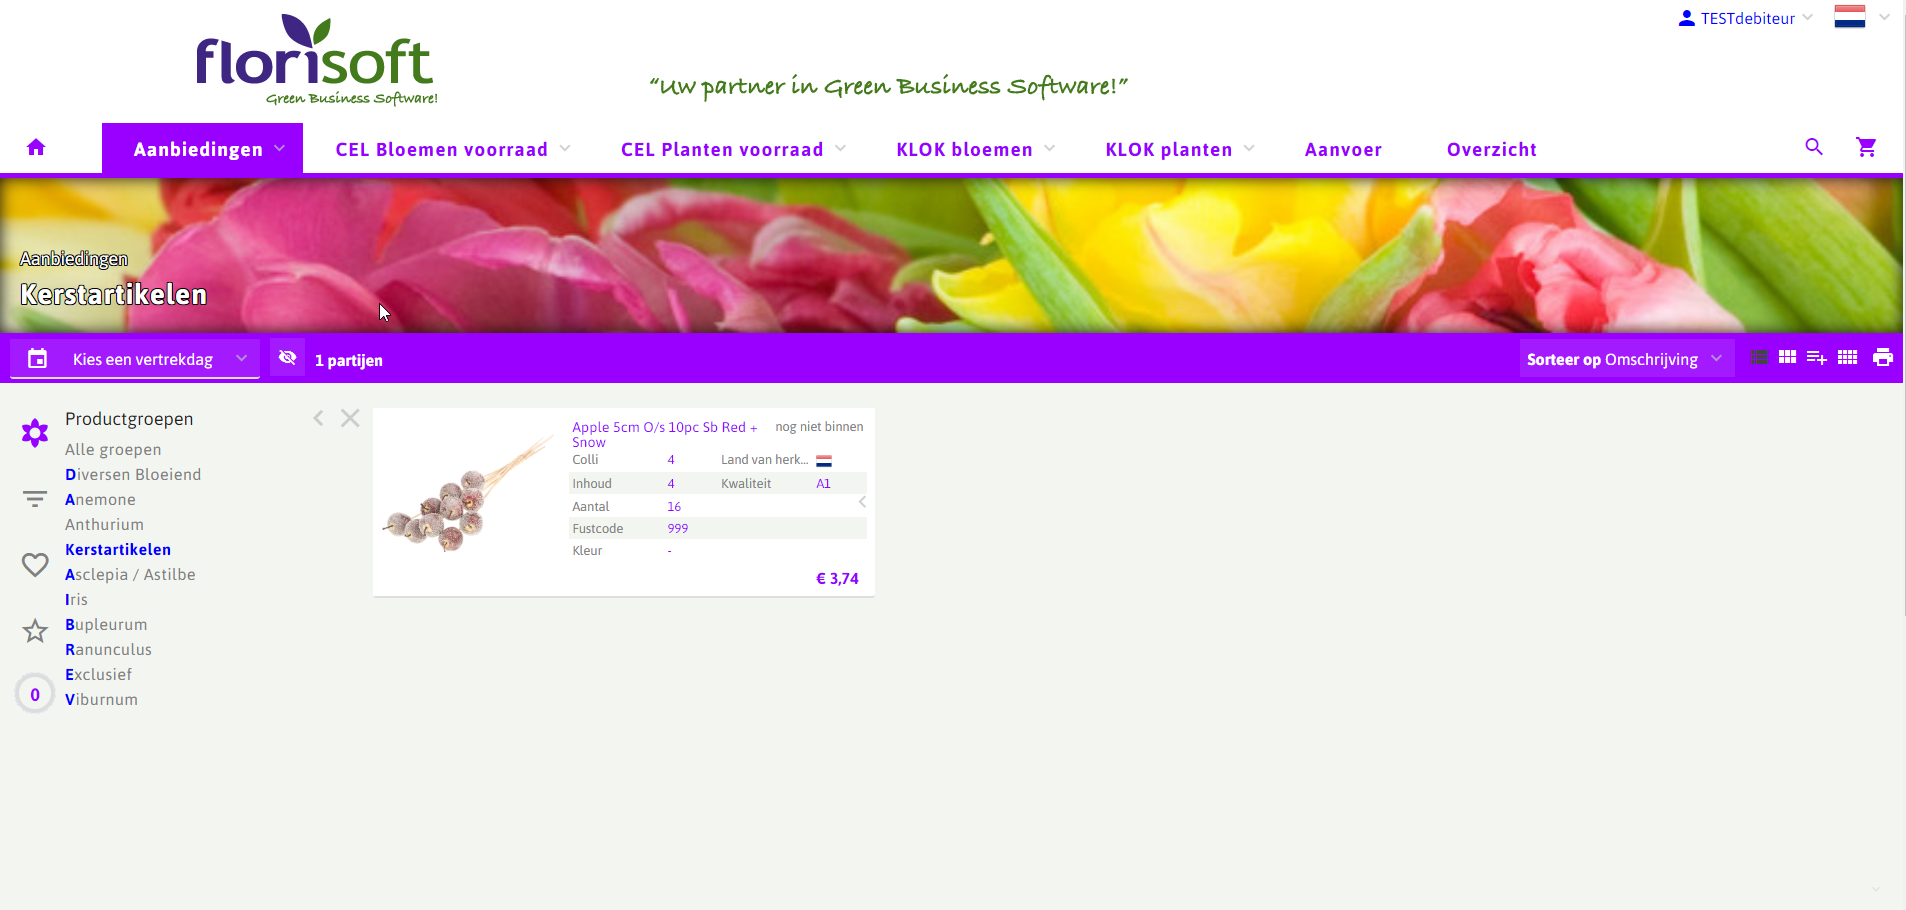 TESTdebiteur
florisoft
Green Business Software!
“Uw partner in Green Business Software!”
Aanbiedingen
CEL Bloemen voorraad
CEL Planten voorraad
KLOK bloemen
KLOK planten
Aanvoer
Overzicht
Aanbiedingen
Kerstartikelen
Kies een vertrekdag
1 partijen
Sorteer op Omschrijving
Productgroepen
Alle groepen
Diversen Bloeiend
Anemone
Anthurium
Kerstartikelen
Asclepia / Astilbe
Iris
Bupleurum
Ranunculus
Exclusief
Viburnum
0
Apple 5cm O/s 10pc Sb Red +
Snow
nog niet binnen
Colli 4 Land van herk...
Inhoud 4 Kwaliteit A1
Aantal 16
Fustcode 999
Kleur -
€ 3,74